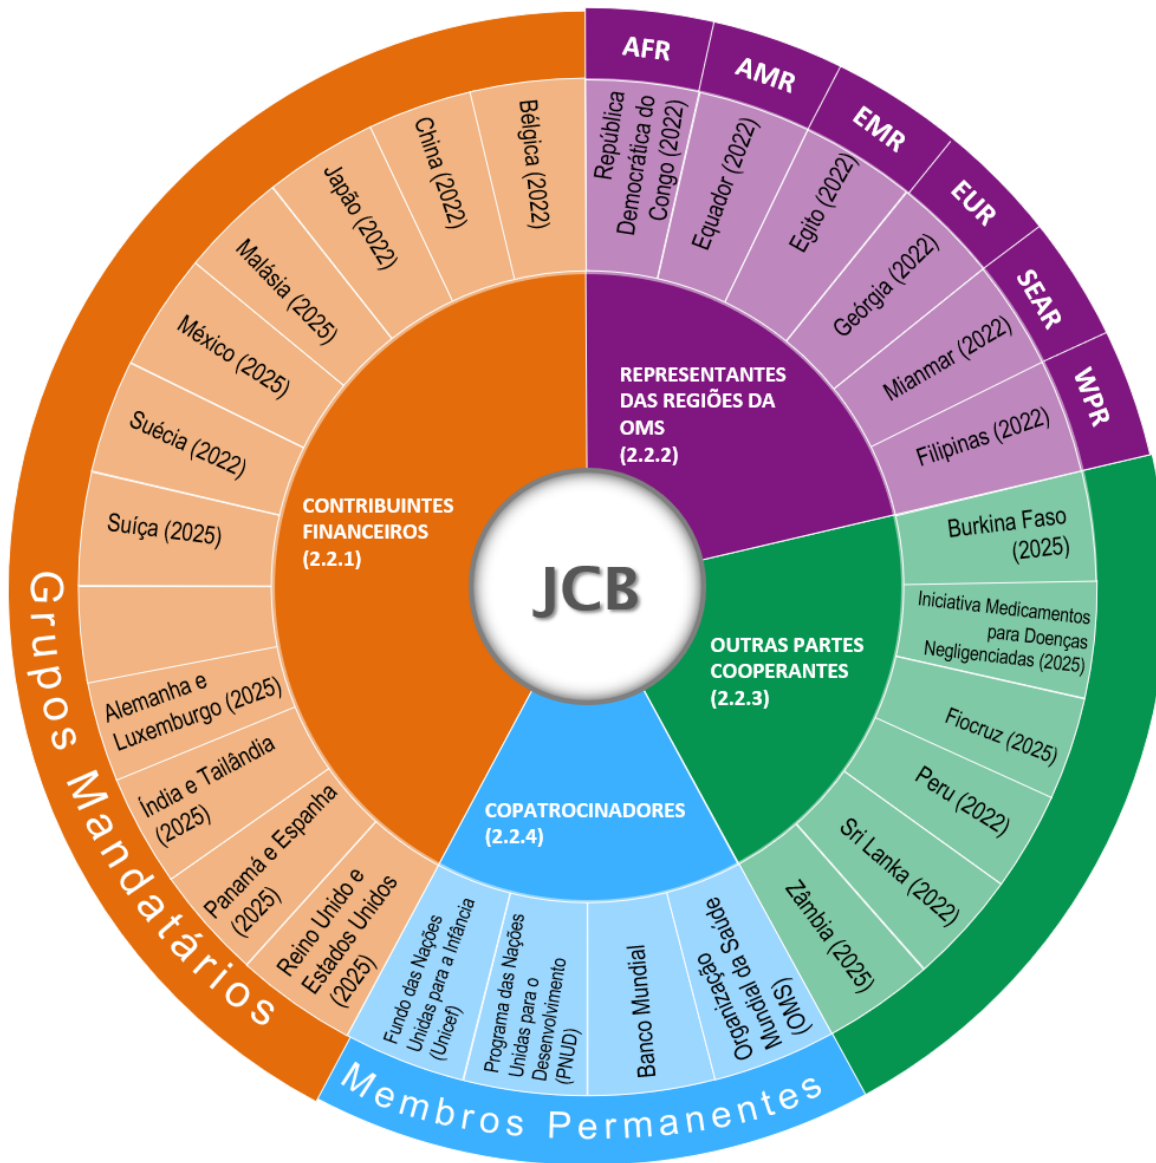 AFR
AMR
EMR
EUR
SEAR
WPR
República
Democrática do
Congo (2022)
Equador (2022)
Egito (2022)
Geórgia (2022)
Mianmar (2022)
Filipinas (2022)
REPRESENTANTES
DAS REGIÕES DA
OMS
(2.2.2)
Burkina Faso
(2025)
Iniciativa Medicamentos
para Doenças
Negligenciadas (2025)
Fiocruz (2025)
Peru (2022)
Sri Lanka (2022)
Zâmbia (2025)
OUTRAS PARTES
COOPERANTES
(2.2.3)
Organização
Mundial da Saúde
(OMS)
Banco Mundial
Programa das Nações
Unidas para o
Desenvolvimento
(PNUD)
Fundo das Nações
Unidas para a Infância
(Unicef)
COPATROCINADORES
(2.2.4)
Membros Permanentes
Reino Unido e
Estados Unidos
(2025)
Panamá e Espanha
(2025)
Índia e Tailândia
(2025)
Alemanha e
Luxemburgo (2025)
Suíça (2025)
Suécia (2022)
México (2025)
Malásia (2025)
Japão (2022)
China (2022)
Bélgica (2022)
CONTRIBUINTES
FINANCEIROS
(2.2.1)
Grupos Mandatários
JCB